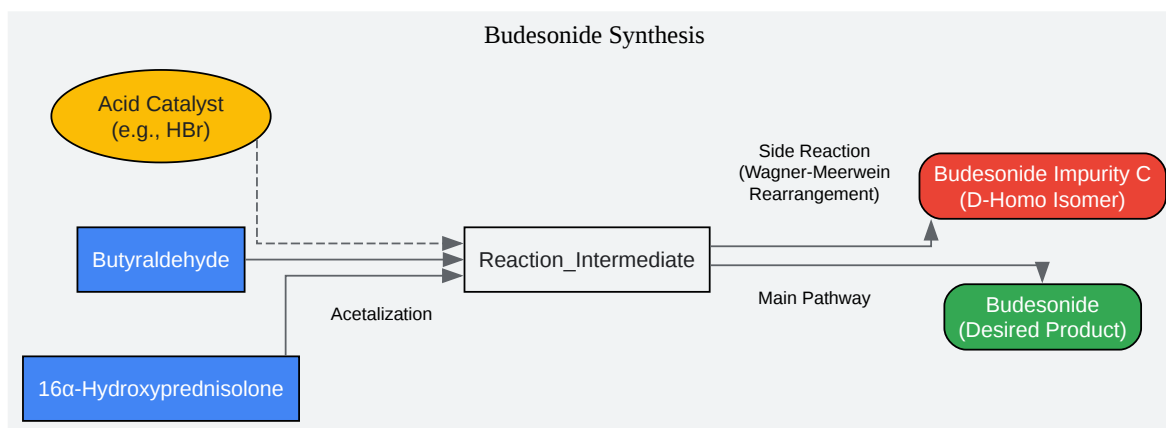 Budesonide Synthesis
Acid Catalyst
(e.g., HBr)
Side Reaction
(Wagner-Meerwein
Rearrangement)
Budesonide Impurity C
(D-Homo Isomer)
Butyraldehyde
Reaction_Intermediate
Acetalization
Main Pathway
Budesonide
(Desired Product)
16α-Hydroxyprednisolone